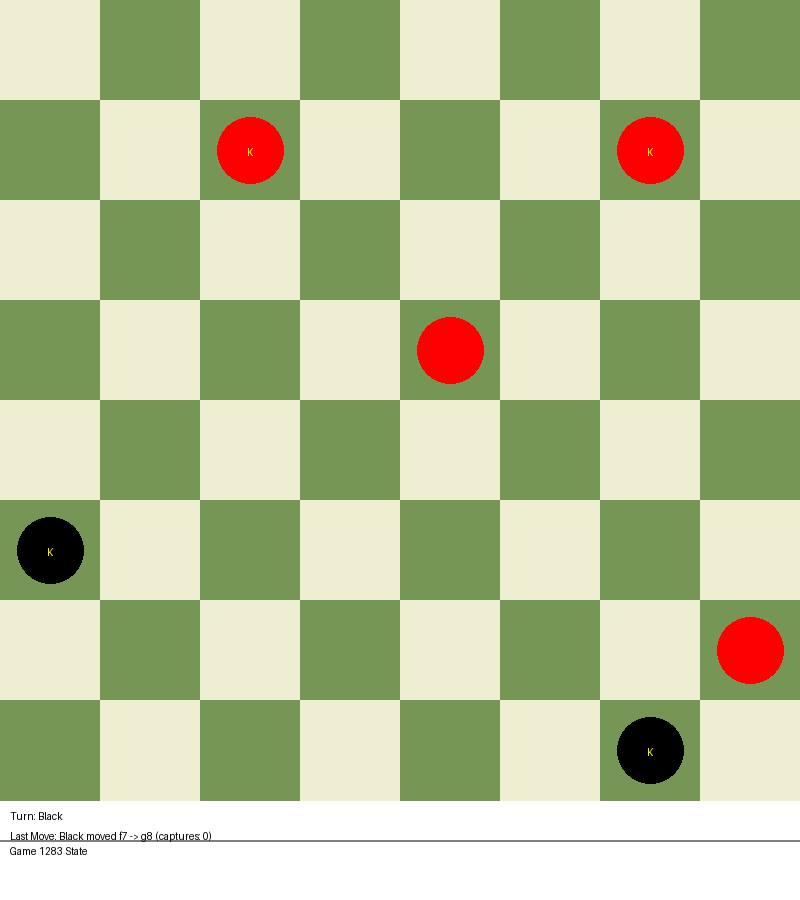 K K
K
K
Turn: Black
Last Move: Black moved f7 -> g8 (captures: 0)
Game 1283 State